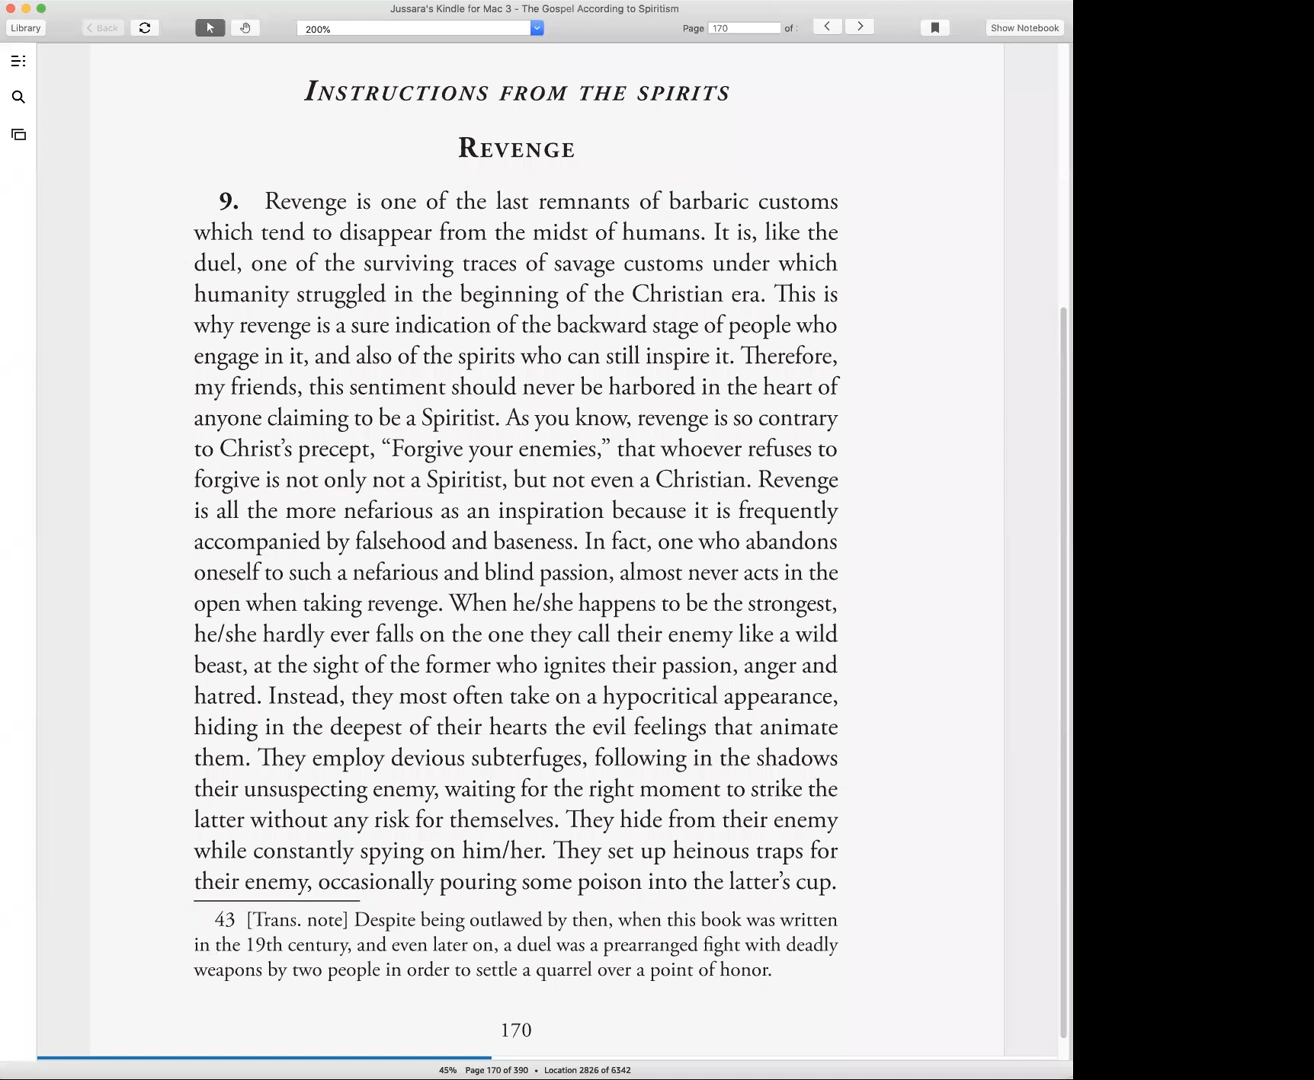 Jussara's Kindle for Mac 3 - The Gospel According to Spiritism
Library
Back
200%
Page 170 of :
Show Notebook
INSTRUCTIONS FROM THE SPIRITS
REVENGE
9. Revenge is one of the last remnants of barbaric customs
which tend to disappear from the midst of humans. It is, like the
duel, one of the surviving traces of savage customs under which
humanity struggled in the beginning of the Christian era. This is
why revenge is a sure indication of the backward stage of people who
engage in it, and also of the spirits who can still inspire it. Therefore,
my friends, this sentiment should never be harbored in the heart of
anyone claiming to be a Spiritist. As you know, revenge is so contrary
to Christ’s precept, “Forgive your enemies,” that whoever refuses to
forgive is not only not a Spiritist, but not even a Christian. Revenge
is all the more nefarious as an inspiration because it is frequently
accompanied by falsehood and baseness. In fact, one who abandons
oneself to such a nefarious and blind passion, almost never acts in the
open when taking revenge. When he/she happens to be the strongest,
he/she hardly ever falls on the one they call their enemy like a wild
beast, at the sight of the former who ignites their passion, anger and
hatred. Instead, they most often take on a hypocritical appearance,
hiding in the deepest of their hearts the evil feelings that animate
them. They employ devious subterfuges, following in the shadows
their unsuspecting enemy, waiting for the right moment to strike the
latter without any risk for themselves. They hide from their enemy
while constantly spying on him/her. They set up heinous traps for
their enemy, occasionally pouring some poison into the latter’s cup.
43 [Trans. note] Despite being outlawed by then, when this book was written
in the 19th century, and even later on, a duel was a prearranged fight with deadly
weapons by two people in order to settle a quarrel over a point of honor.
170
45% Page 170 of 390 • Location 2826 of 6342